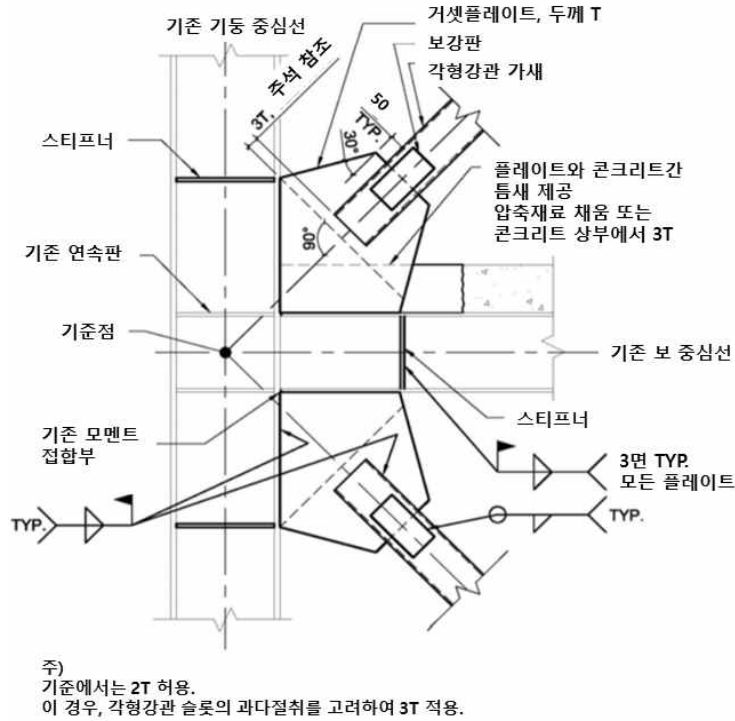 기존 기둥 중심선
거셋플레이트, 두께 T
보강판
각형강관 가새
3T, 주석 참조
50
TYP.
30°
스티프너
플레이트와 콘크리트간
틈새 제공
압축재료 채움 또는
콘크리트 상부에서 3T
90°
기존 연속판
기준점
기존 보 중심선
스티프너
기존 모멘트
접합부
3면 TYP.
모든 플레이트
TYP.
TYP.
주)
기준에서는 2T 허용.
이 경우, 각형강관 슬롯의 과다절취를 고려하여 3T 적용.